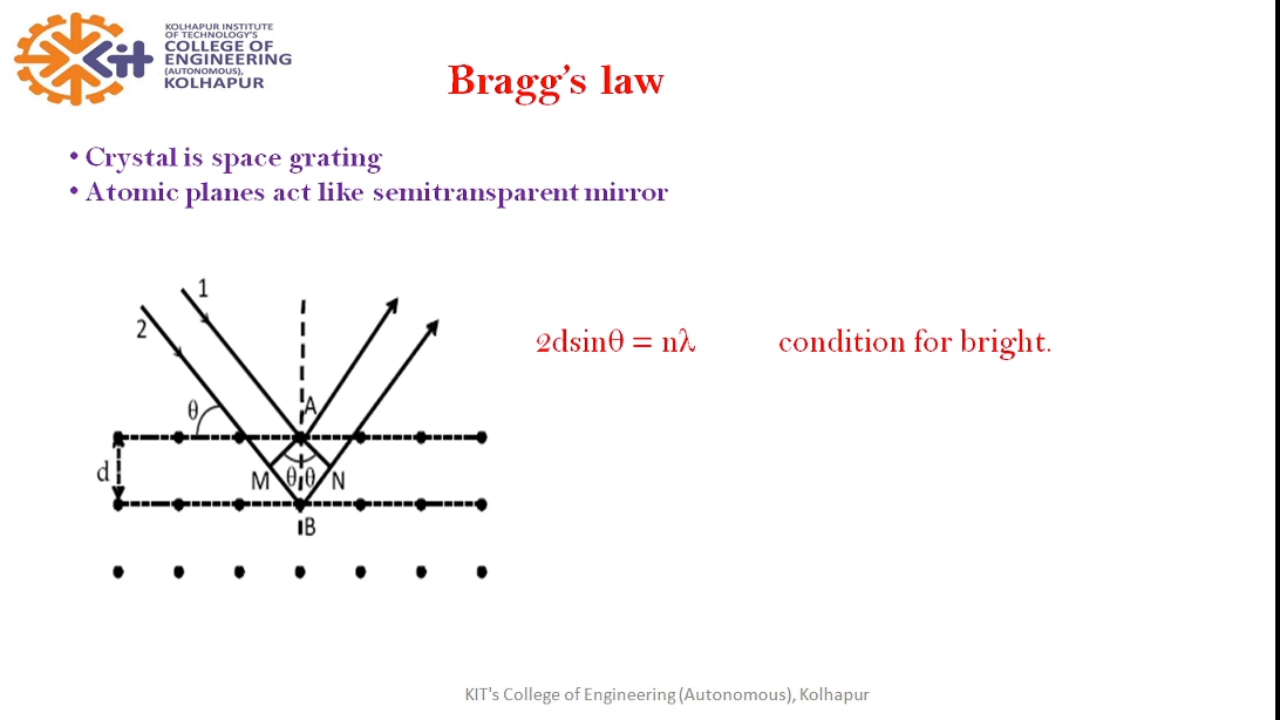 KOLHAPUR INSTITUTE
OF TECHNOLOGY'S
COLLEGE OF
ENGINEERING
(AUTONOMOUS),
KOLHAPUR
Kit
Bragg's law
• Crystal is space grating
• Atomic planes act like semitransparent mirror
1
2
θ
A
d
M
θ θ
N
B
2dsinθ = nλ condition for bright.
KIT's College of Engineering (Autonomous), Kolhapur